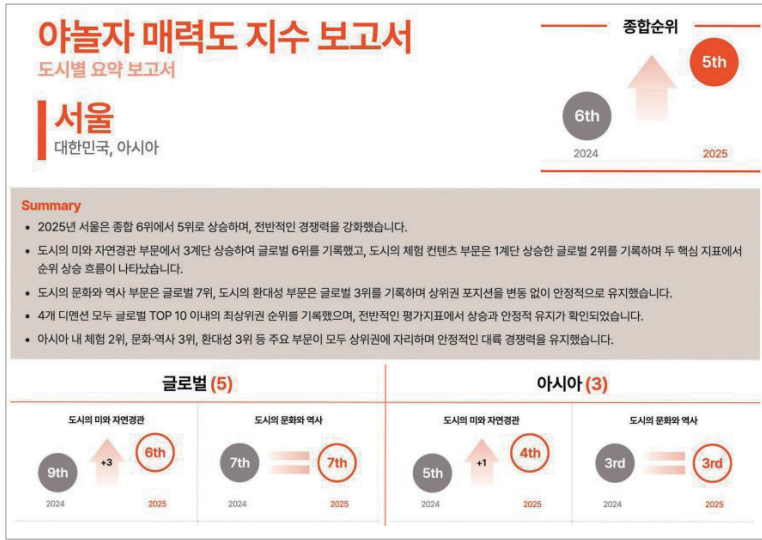 야놀자 매력도 지수 보고서
도시별 요약 보고서
서울
대한민국, 아시아
종합순위
5th
6th
2024
2025
Summary
• 2025년 서울은 종합 6위에서 5위로 상승하며, 전반적인 경쟁력을 강화했습니다.
• 도시의 미와 자연경관 부문에서 3계단 상승하여 글로벌 6위를 기록했고, 도시의 체험 컨텐츠 부문은 1계단 상승한 글로벌 2위를 기록하며 두 핵심 지표에서
순위 상승 흐름이 나타났습니다.
• 도시의 문화와 역사 부문은 글로벌 7위, 도시의 환대성 부문은 글로벌 3위를 기록하며 상위권 포지션을 변동 없이 안정적으로 유지했습니다.
• 4개 디멘션 모두 글로벌 TOP 10 이내의 최상위권 순위를 기록했으며, 전반적인 평가지표에서 상승과 안정적 유지가 확인되었습니다.
• 아시아 내 체험 2위, 문화·역사 3위, 환대성 3위 등 주요 부문이 모두 상위권에 자리하며 안정적인 대륙 경쟁력을 유지했습니다.
글로벌 (5)
도시의 미와 자연경관
9th
+3
6th
2024
2025
도시의 문화와 역사
7th
7th
2024
2025
아시아 (3)
도시의 미와 자연경관
5th
+1
4th
2024
2025
도시의 문화와 역사
3rd
3rd
2024
2025